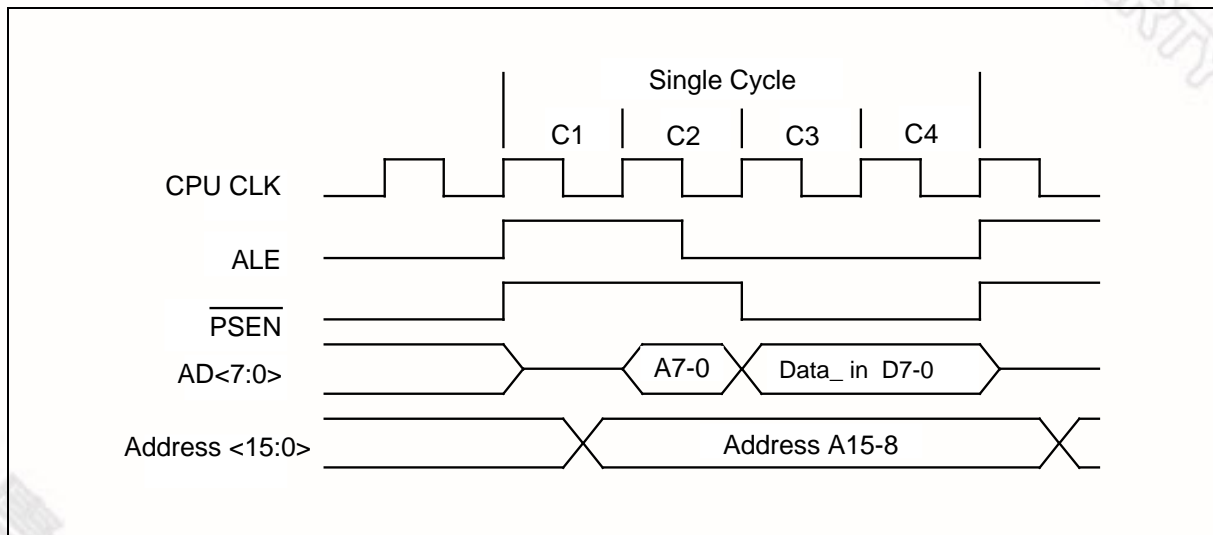 Single Cycle
C1 C2 C3 C4
CPU CLK
ALE
PSEN
AD<7:0> A7-0 Data_ in D7-0
Address <15:0> Address A15-8